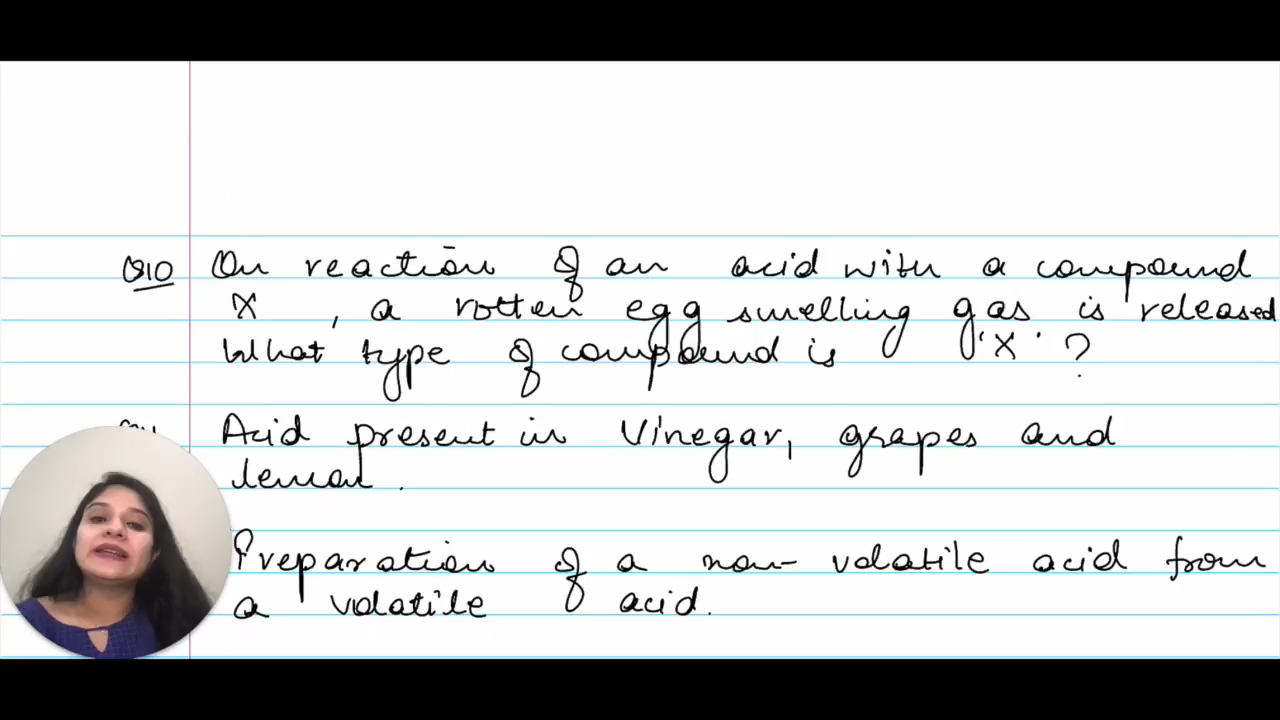 Q10 On reaction of an acid with a compound
X , a rotten egg smelling gas is released
What type of compound is 'X' ?
Acid present in Vinegar, grapes and
lemon .
Preparation of a non-volatile acid from
a volatile acid.